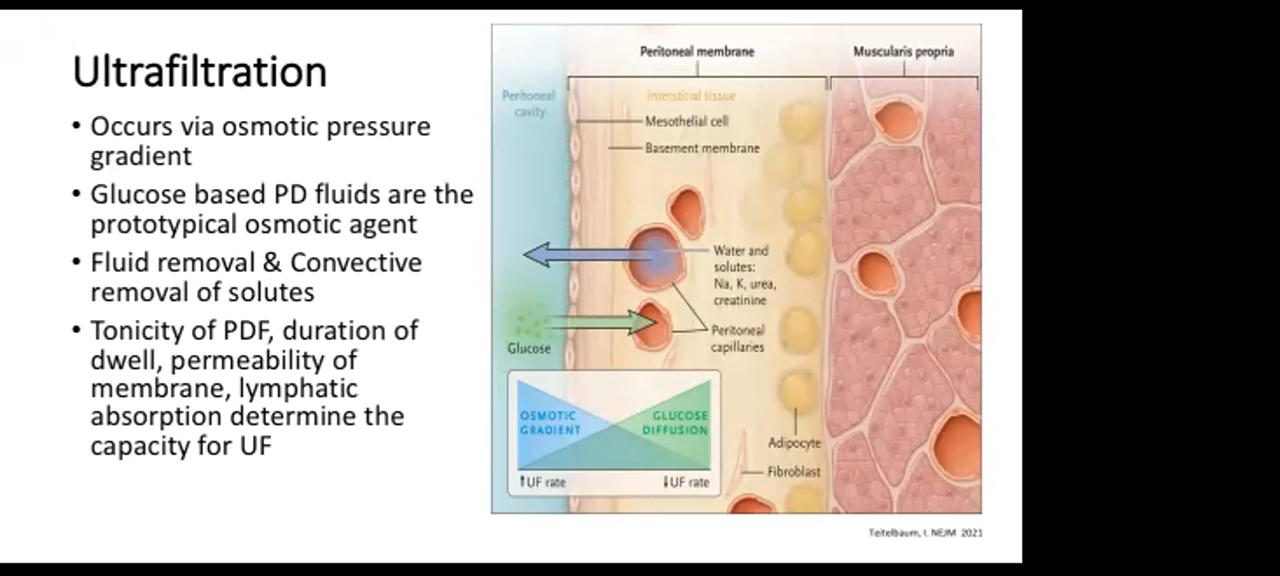 Ultrafiltration
• Occurs via osmotic pressure
gradient
• Glucose based PD fluids are the
prototypical osmotic agent
• Fluid removal & Convective
removal of solutes
• Tonicity of PDF, duration of
dwell, permeability of
membrane, lymphatic
absorption determine the
capacity for UF
Peritoneal membrane
Muscularis propria
Peritoneal
cavity
Interstitial tissue
Mesothelial cell
Basement membrane
Water and
solutes:
Na, K, urea,
creatinine
Peritoneal
capillaries
Glucose
OSMOTIC
GRADIENT
GLUCOSE
DIFFUSION
↑UF rate
↓UF rate
Adipocyte
Fibroblast
Teitelbaum, I. NEJM 2021